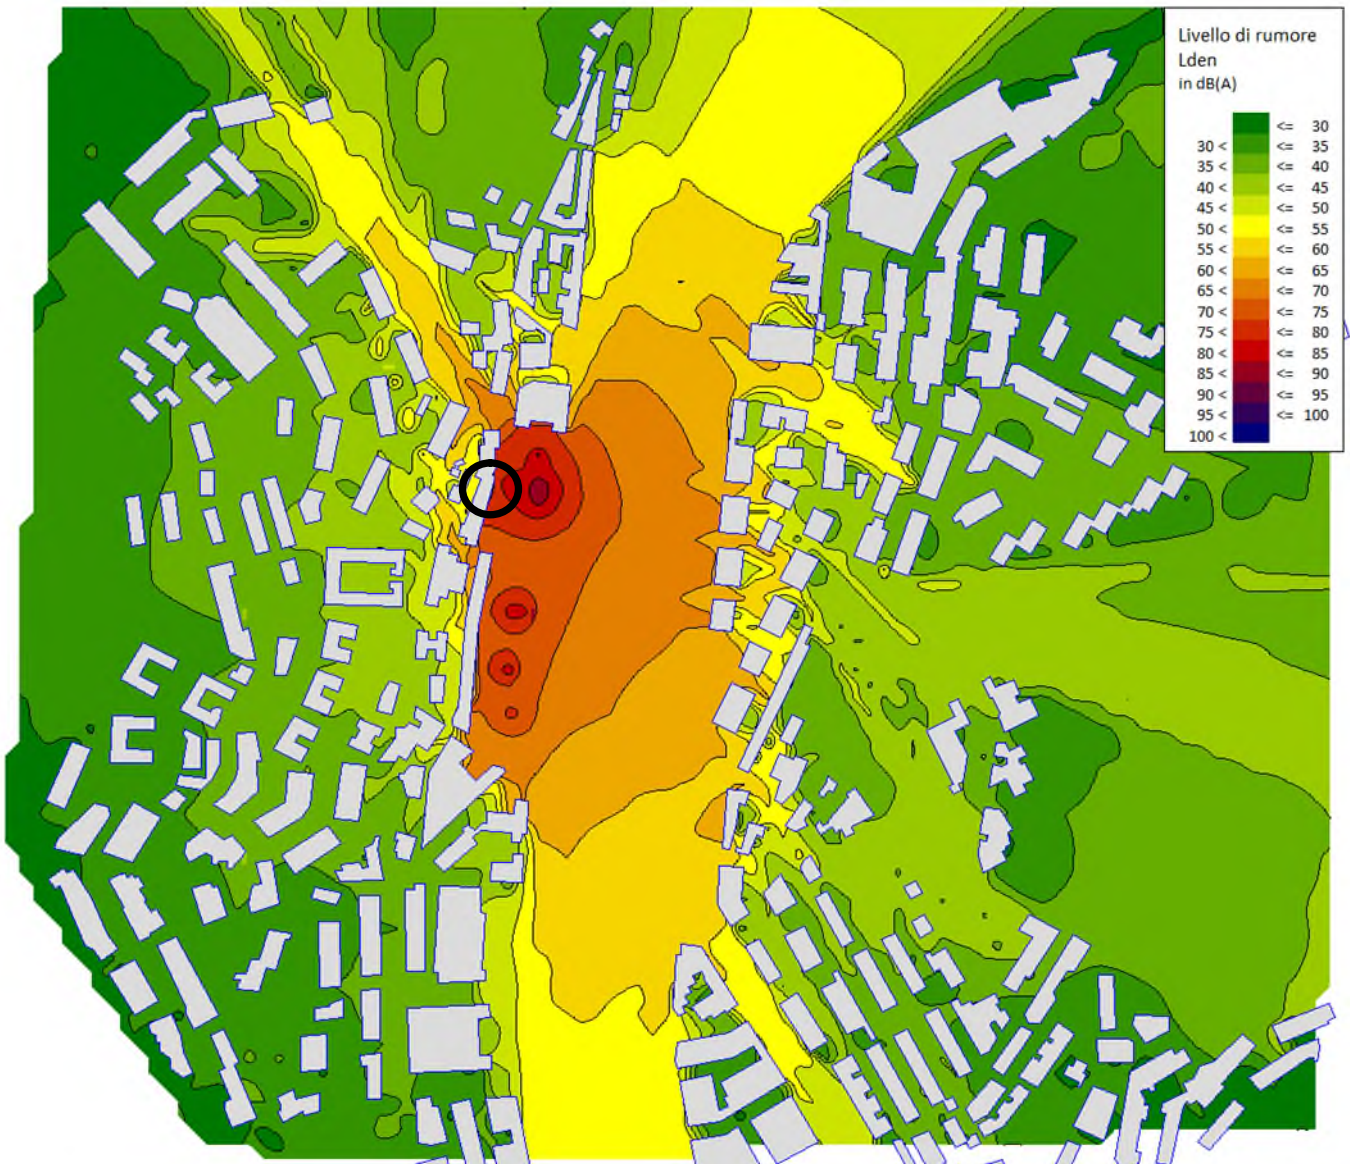 Livello di rumore
Lden
in dB(A)
<= 30
30 < <= 35
35 < <= 40
40 < <= 45
45 < <= 50
50 < <= 55
55 < <= 60
60 < <= 65
65 < <= 70
70 < <= 75
75 < <= 80
80 < <= 85
85 < <= 90
90 < <= 95
95 < <= 100
100 <